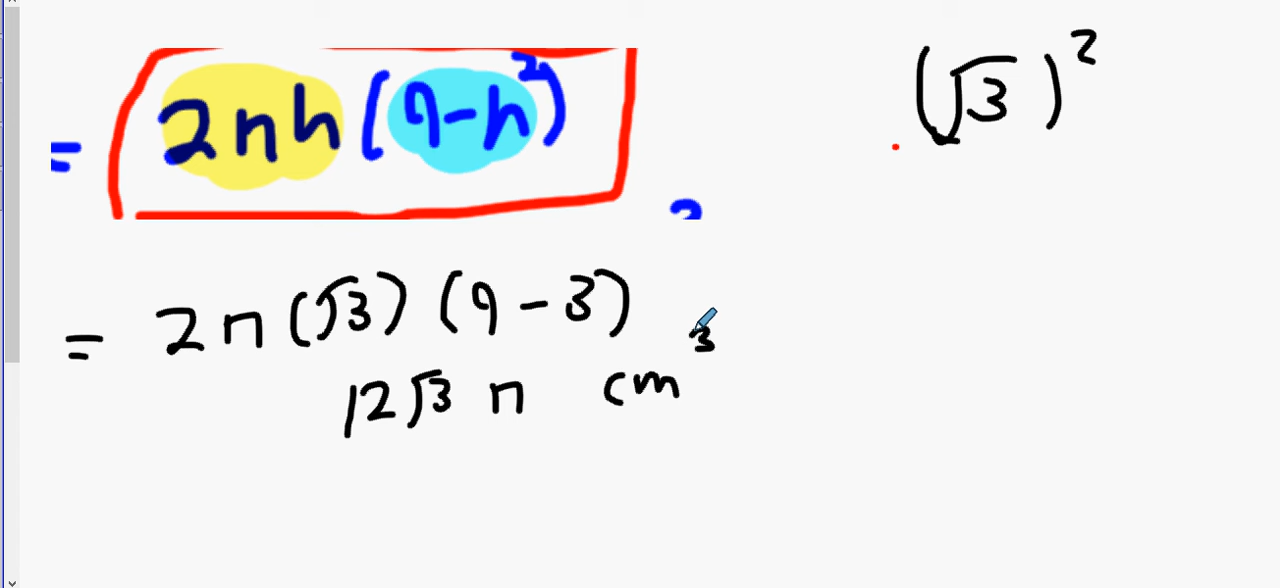 = 2πh(9-h²)
(√3)²
= 2π(√3)(9-3)
12√3 π cm³